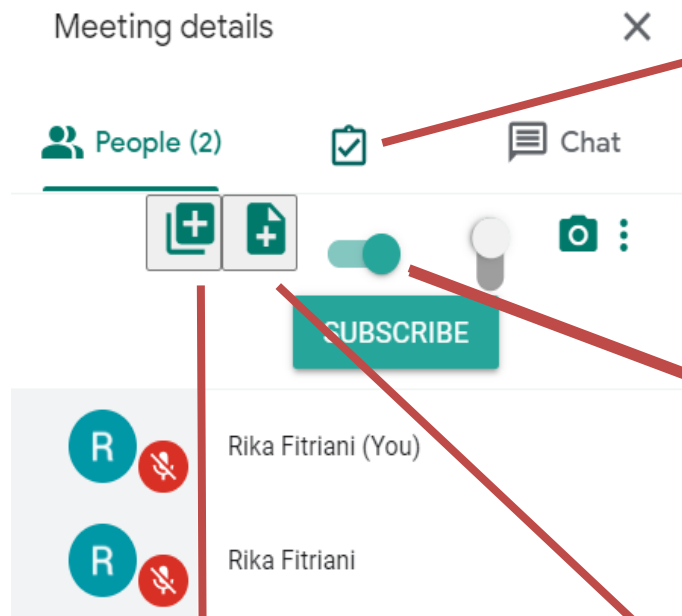 Meeting details
People (2)
Chat
SUBSCRIBE
R
Rika Fitriani (You)
R
Rika Fitriani